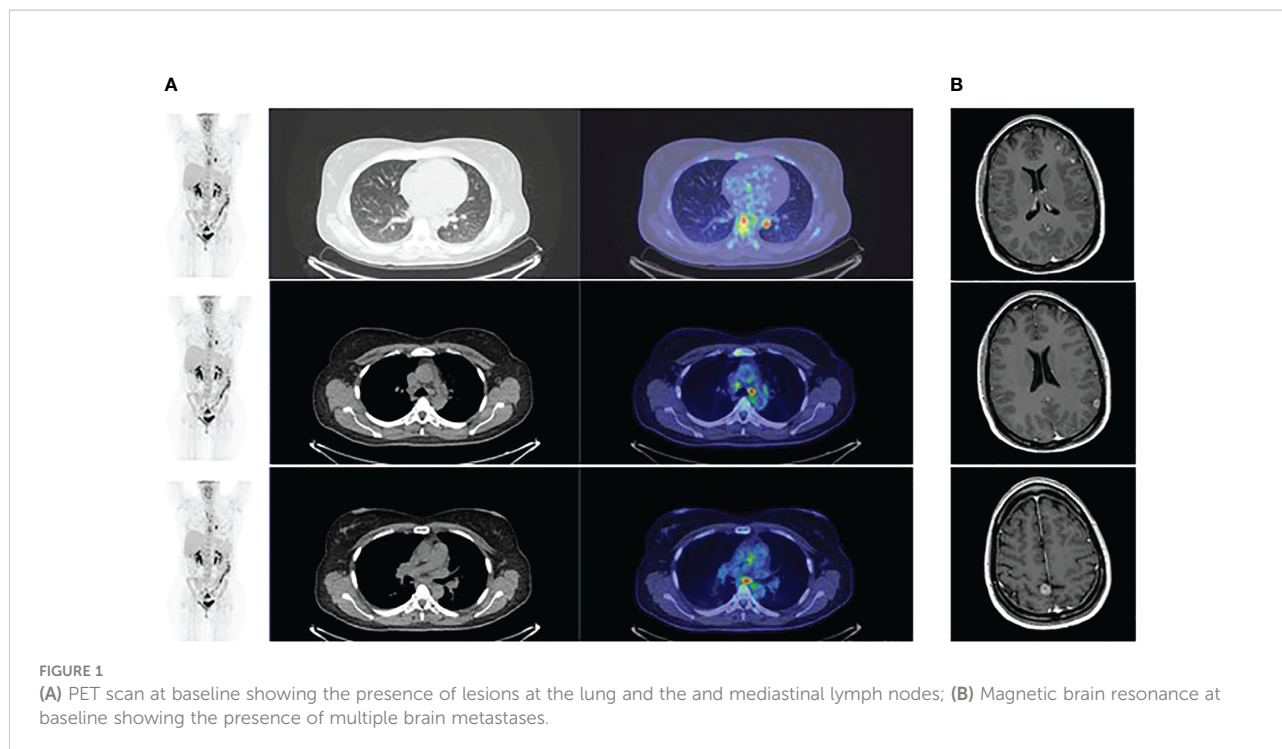 A
B
FIGURE 1
(A) PET scan at baseline showing the presence of lesions at the lung and the and mediastinal lymph nodes; (B) Magnetic brain resonance at
baseline showing the presence of multiple brain metastases.